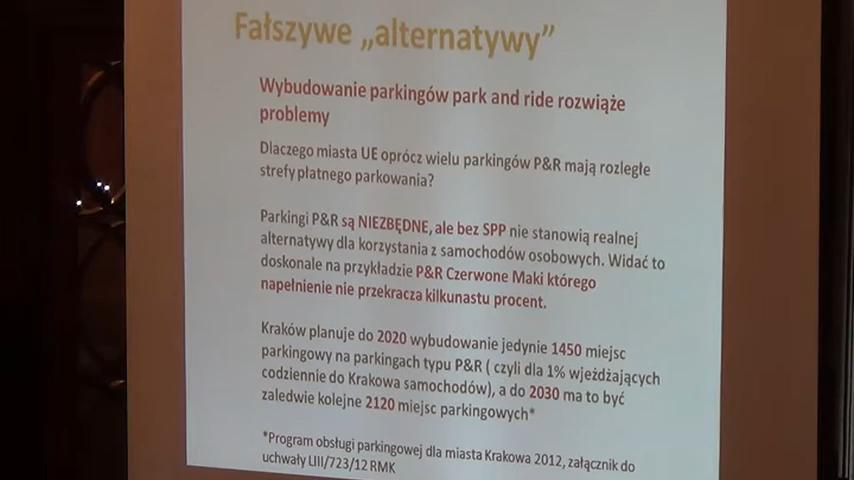 Fałszywe „alternatywy”
Wybudowanie parkingów park and ride rozwiąże
problemy
Dlaczego miasta UE oprócz wielu parkingów P&R mają rozległe
strefy płatnego parkowania?
Parkingi P&R są NIEZBĘDNE, ale bez SPP nie stanowią realnej
alternatywy dla korzystania z samochodów osobowych. Widać to
doskonale na przykładzie P&R Czerwone Maki którego
napełnienie nie przekracza kilkunastu procent.
Kraków planuje do 2020 wybudowanie jedynie 1450 miejsc
parkingowy na parkingach typu P&R ( czyli dla 1% wjeżdżających
codziennie do Krakowa samochodów), a do 2030 ma to być
zaledwie kolejne 2120 miejsc parkingowych*
*Program obsługi parkingowej dla miasta Krakowa 2012, załącznik do
uchwały LIII/723/12 RMK